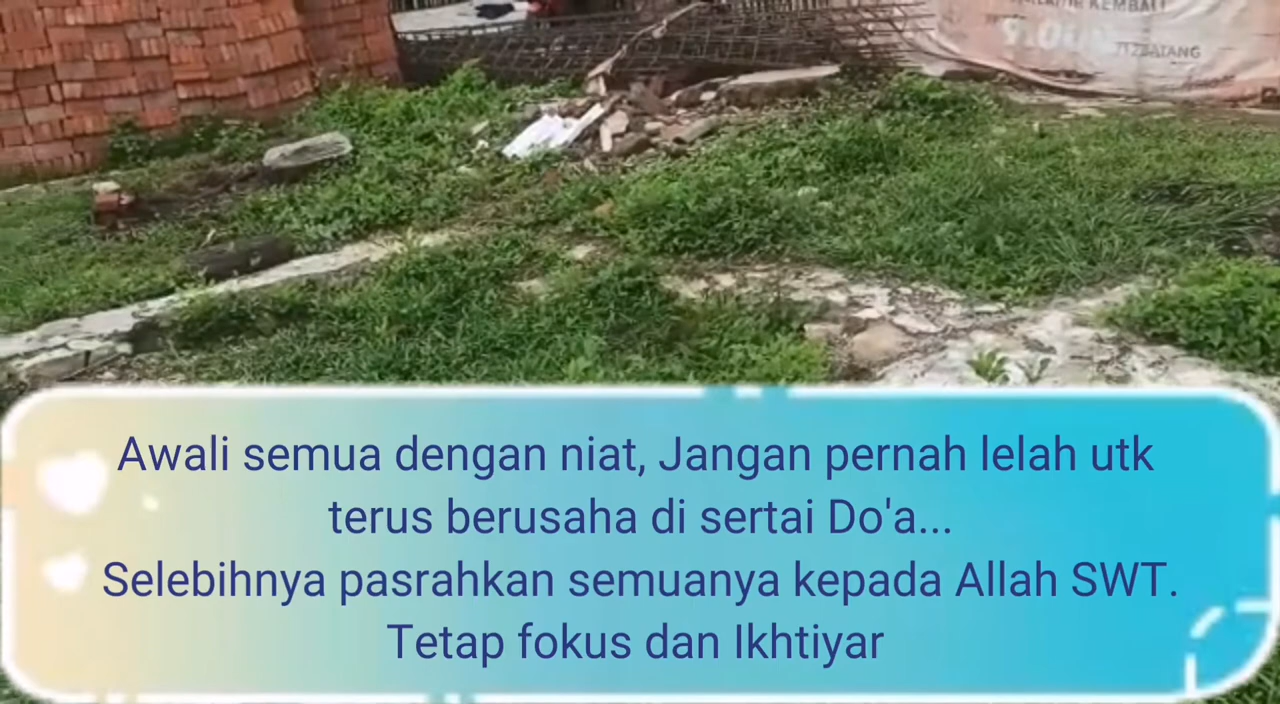 KEMBALI
Awali semua dengan niat, Jangan pernah lelah utk
terus berusaha di sertai Do'a...
Selebihnya pasrahkan semuanya kepada Allah SWT.
Tetap fokus dan Ikhtiyar